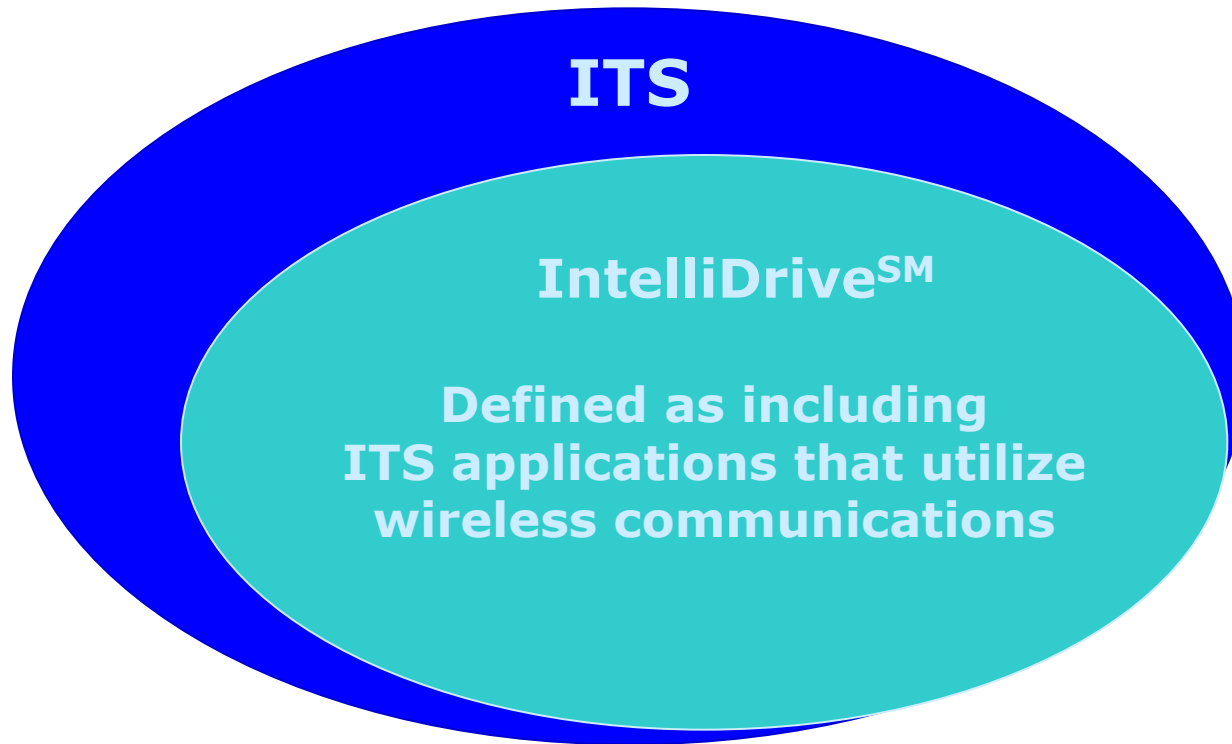 ITS
IntelliDriveSM
Defined as including
ITS applications that utilize
wireless communications